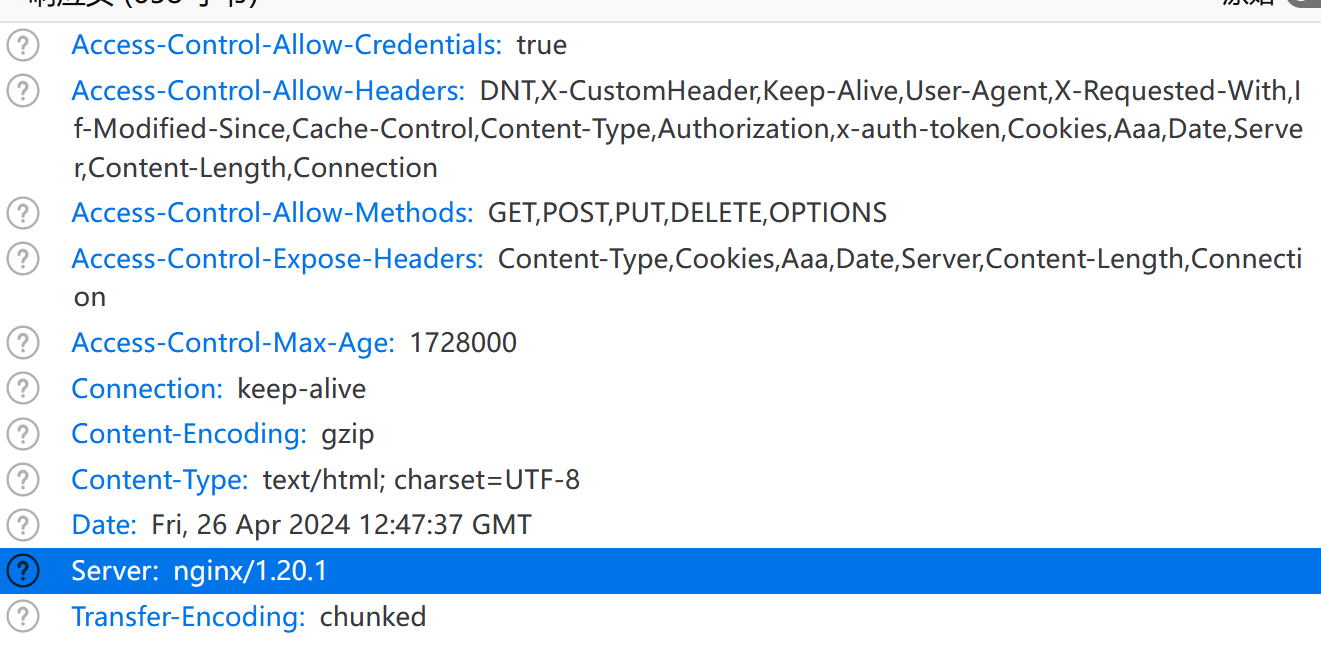 Access-Control-Allow-Credentials: true
Access-Control-Allow-Headers: DNT,X-CustomHeader,Keep-Alive,User-Agent,X-Requested-With,I
f-Modified-Since,Cache-Control,Content-Type,Authorization,x-auth-token,Cookies,Aaa,Date,Serve
r,Content-Length,Connection
Access-Control-Allow-Methods: GET,POST,PUT,DELETE,OPTIONS
Access-Control-Expose-Headers: Content-Type,Cookies,Aaa,Date,Server,Content-Length,Connecti
on
Access-Control-Max-Age: 1728000
Connection: keep-alive
Content-Encoding: gzip
Content-Type: text/html; charset=UTF-8
Date: Fri, 26 Apr 2024 12:47:37 GMT
Server: nginx/1.20.1
Transfer-Encoding: chunked